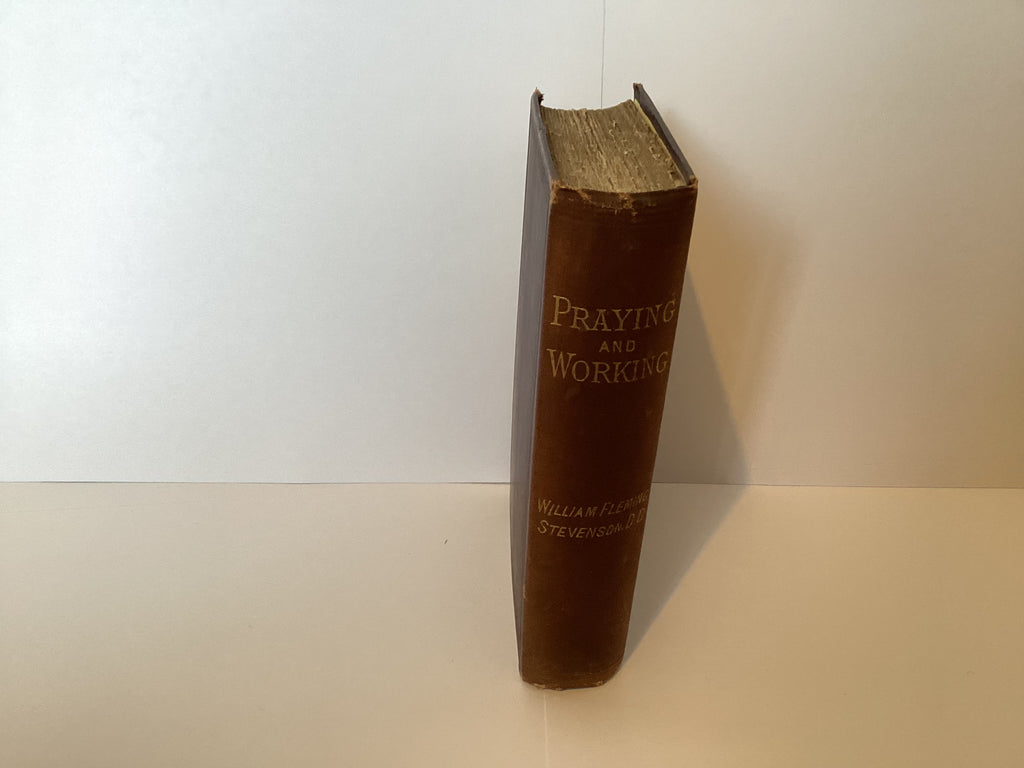 PRAYING
AND
WORKING
WILLIAM FLEMING
STEVENSON, D.D.